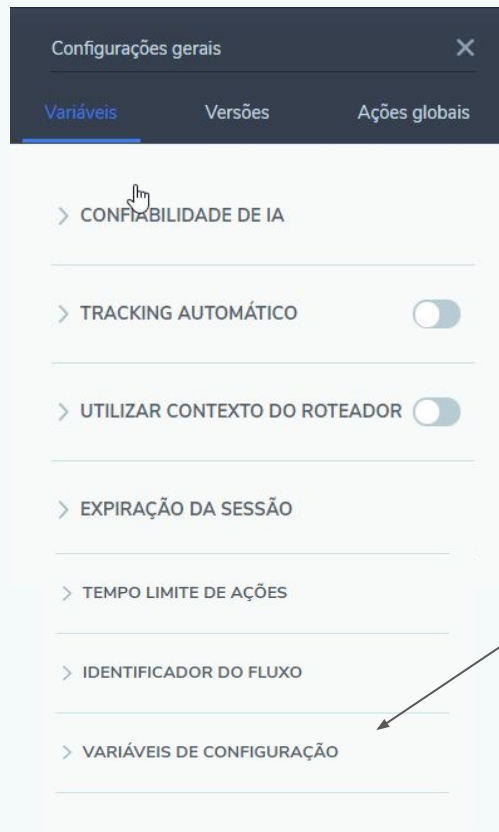 Configurações gerais
Variáveis Versões Ações globais
CONFIABILIDADE DE IA
TRACKING AUTOMÁTICO
UTILIZAR CONTEXTO DO ROTEADOR
EXPIRAÇÃO DA SESSÃO
TEMPO LIMITE DE AÇÕES
IDENTIFICADOR DO FLUXO
VARIÁVEIS DE CONFIGURAÇÃO